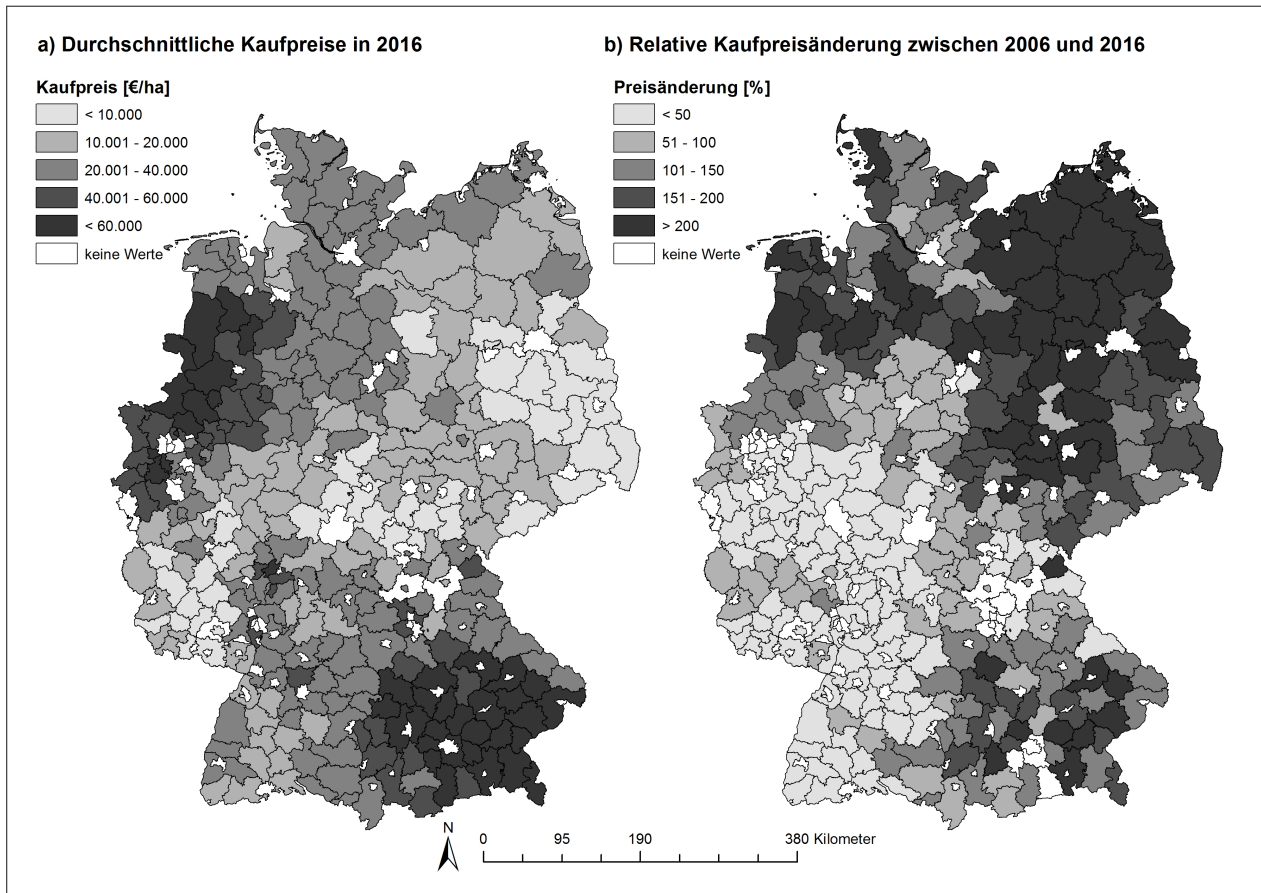 a) Durchschnittliche Kaufpreise in 2016
Kaufpreis [€/ha]
< 10.000
10.001 - 20.000
20.001 - 40.000
40.001 - 60.000
< 60.000
keine Werte
b) Relative Kaufpreisänderung zwischen 2006 und 2016
Preisänderung [%]
< 50
51 - 100
101 - 150
151 - 200
> 200
keine Werte
N
0 95 190 380 Kilometer